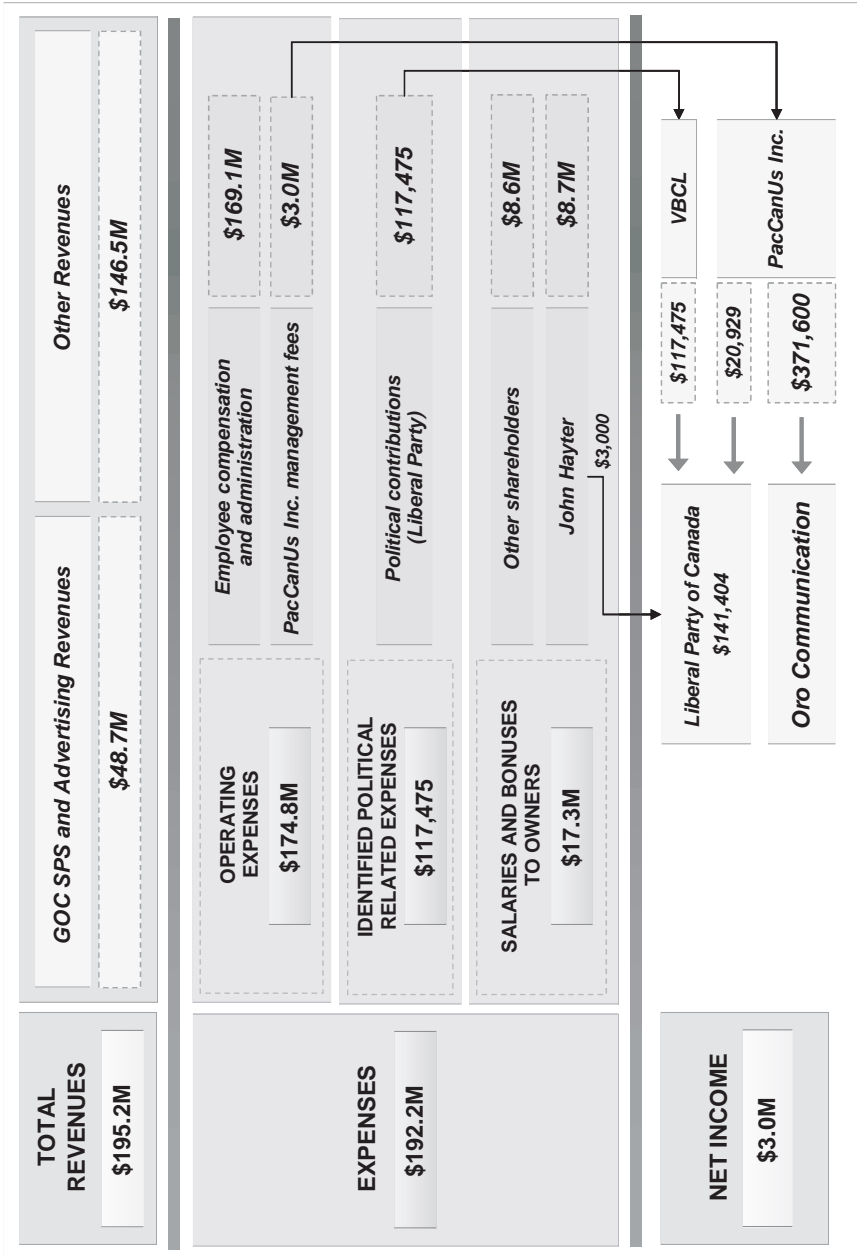 TOTAL
REVENUES
$195.2M
GOC SPS and Advertising Revenues
$48.7M
Other Revenues
$146.5M
EXPENSES
$192.2M
OPERATING
EXPENSES
$174.8M
Employee compensation
and administration
$169.1M
PacCanUs Inc. management fees
$3.0M
IDENTIFIED POLITICAL
RELATED EXPENSES
$117,475
Political contributions
(Liberal Party)
$117,475
SALARIES AND BONUSES
TO OWNERS
$17.3M
Other shareholders
$8.6M
John Hayter
$8.7M
$3,000
NET INCOME
$3.0M
Liberal Party of Canada
$141,404
$117,475
VBCL
$20,929
PacCanUs Inc.
Oro Communication
$371,600